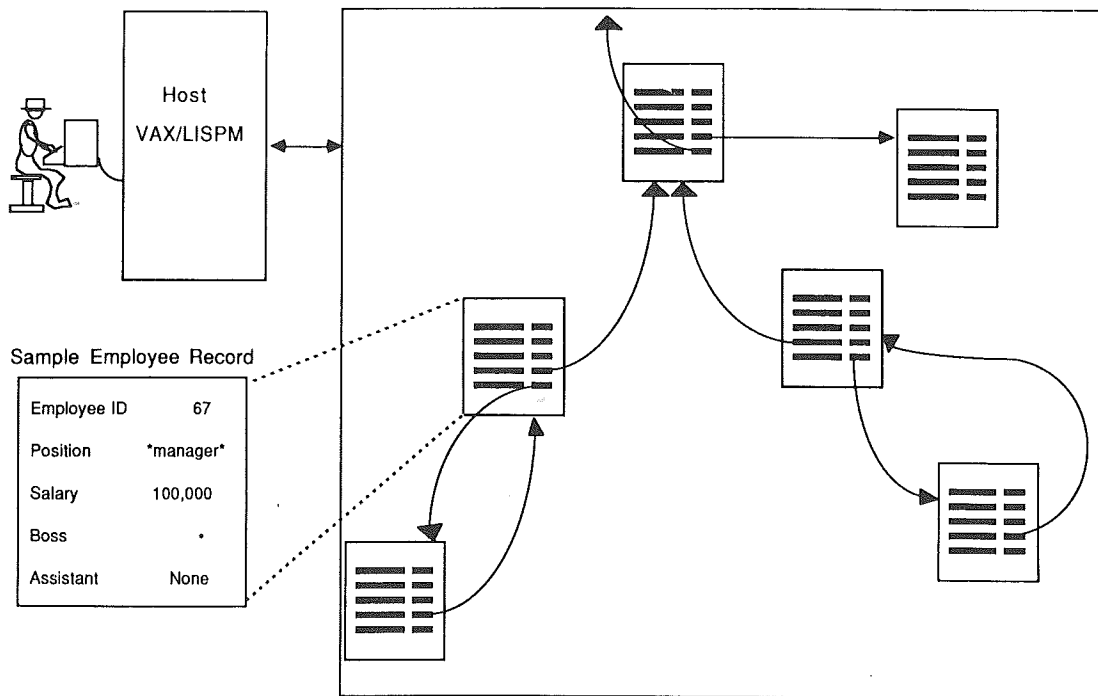 Host
VAX/LISPM
Sample Employee Record
Employee ID 67
Position *manager*
Salary 100,000
Boss •
Assistant None